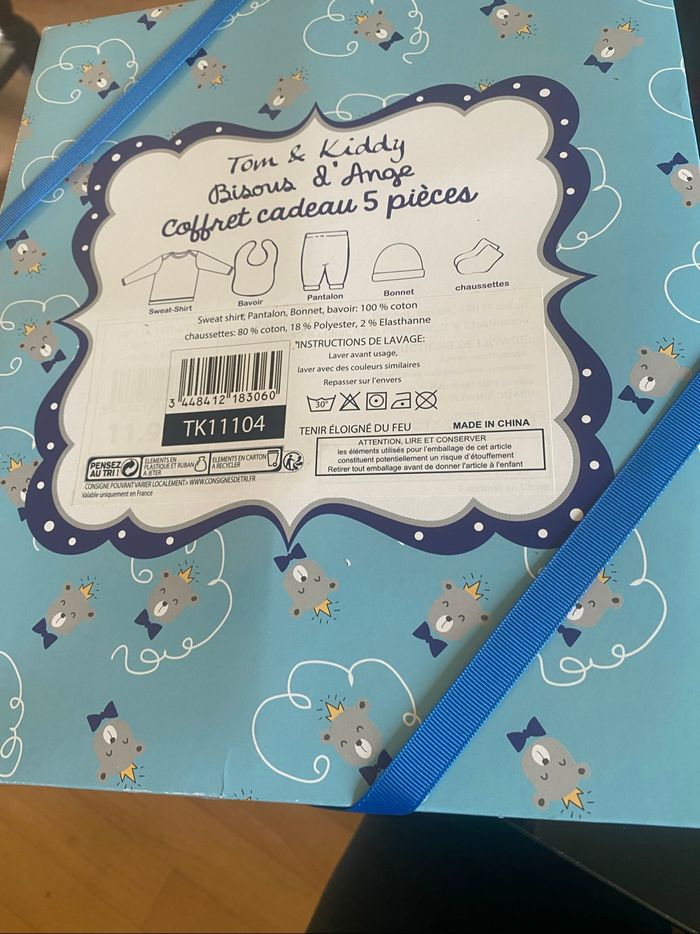 Tom & Kiddy
Bisous d'Ange
Coffret cadeau 5 pièces
Sweat-Shirt
Bavoir
Pantalon
Bonnet
chaussettes
Sweat shirt, Pantalon, Bonnet, bavoir: 100 % coton
chaussettes: 80 % coton, 18 % Polyester, 2 % Elasthanne
"INSTRUCTIONS DE LAVAGE:
Laver avant usage,
laver avec des couleurs similaires
Repasser sur l'envers
30°
3 448412 183060
TK11104
TENIR ÉLOIGNÉ DU FEU
MADE IN CHINA
ATTENTION, LIRE ET CONSERVER
les éléments utilisés pour l'emballage de cet article
constituent potentiellement un risque d'étouffement
Retirer tout emballage avant de donner l'article à l'enfant
PENSEZ
AU TRI !
ELEMENTS EN
PLASTIQUE ET RUBAN
À JETER
ELEMENTS EN CARTON
À RECYCLER
CONSIGNE POUVANT VARIER LOCALEMENT> WWW.CONSIGNESDETRI.FR
Valable uniquement en France